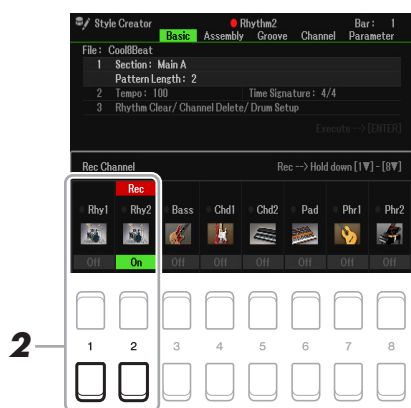 Style Creator Rhythm2 Bar: 1
Basic Assembly Groove Channel Parameter
File: Cool8Beat
1 Section: Main A
Pattern Length: 2
2 Tempo: 100 Time Signature: 4/4
3 Rhythm Clear/ Channel Delete/ Drum Setup
Execute --> [ENTER]
Rec Channel Rec --> Hold down [1▼] - [8▼]
Rec
Rhy1 Rhy2 Bass Chd1 Chd2 Pad Phr1 Phr2
Off On Off Off Off Off Off Off
2 1 2 3 4 5 6 7 8